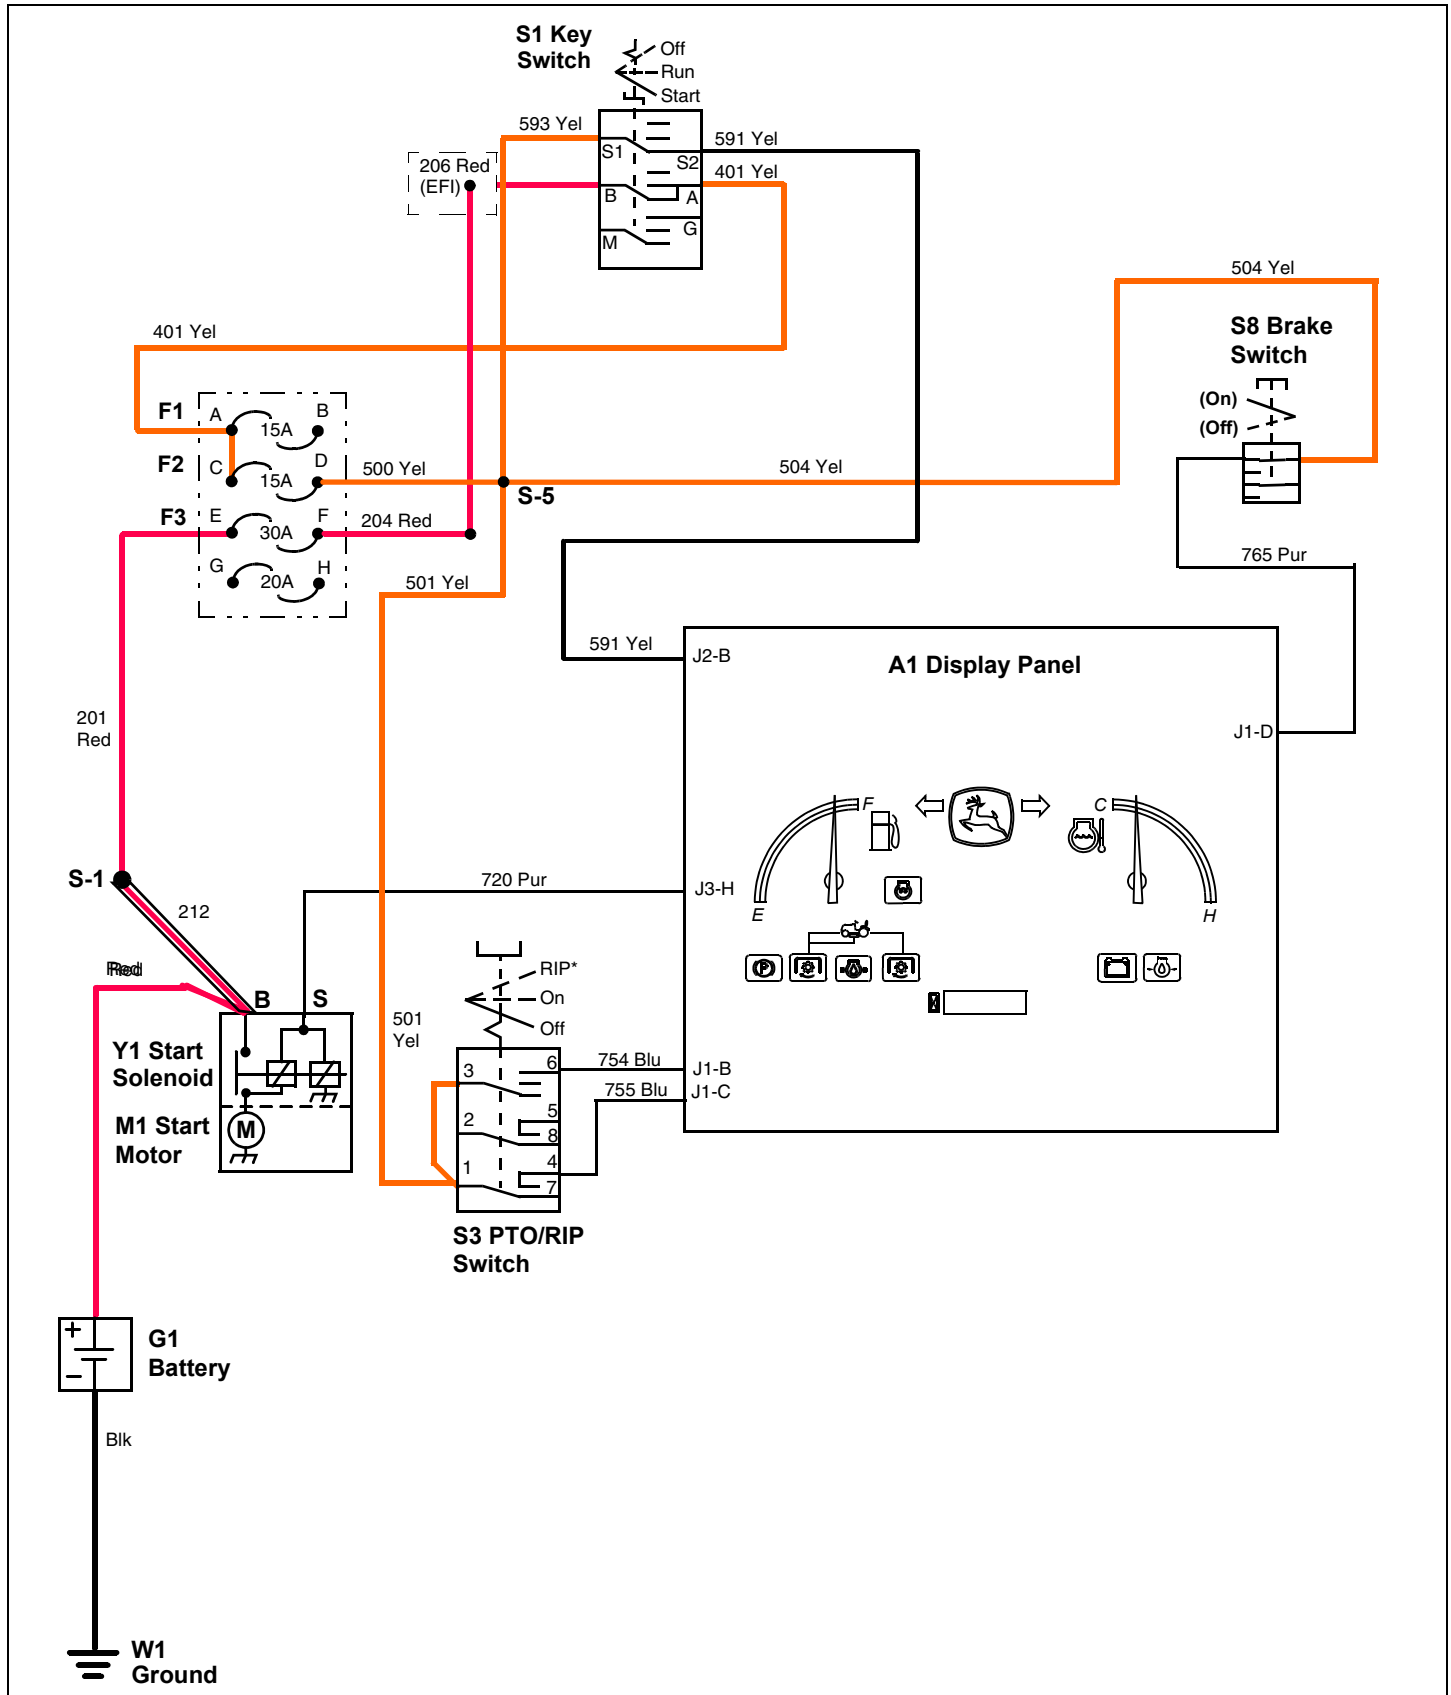 S1 Key
Switch
Off
Run
Start
593 Yel
591 Yel
S1
S2
206 Red
(EFI)
401 Yel
B
A
G
M
504 Yel
401 Yel
S8 Brake
Switch
(On)
(Off)
F1
A
15A
B
F2
C
15A
D
500 Yel
504 Yel
S-5
F3
E
30A
F
204 Red
G
20A
H
501 Yel
765 Pur
591 Yel
J2-B
A1 Display Panel
201
Red
J1-D
F
C
S-1
720 Pur
J3-H
E
H
212
Red
RIP*
On
Off
B
S
501
Yel
Y1 Start
Solenoid
754 Blu
J1-B
755 Blu
J1-C
3
6
5
2
8
M1 Start
Motor
M
1
4
7
S3 PTO/RIP
Switch
+
–
G1
Battery
Blk
W1
Ground
P